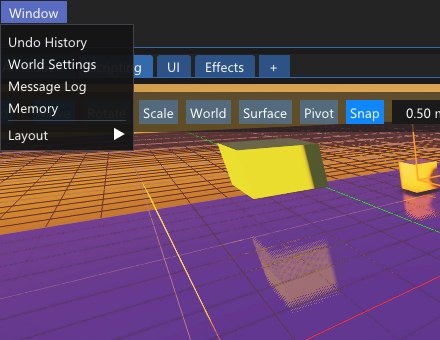 Window
Undo History
World Settings
Message Log
Memory
Layout
UI
Effects
+
Scale
World
Surface
Pivot
Snap
0.50